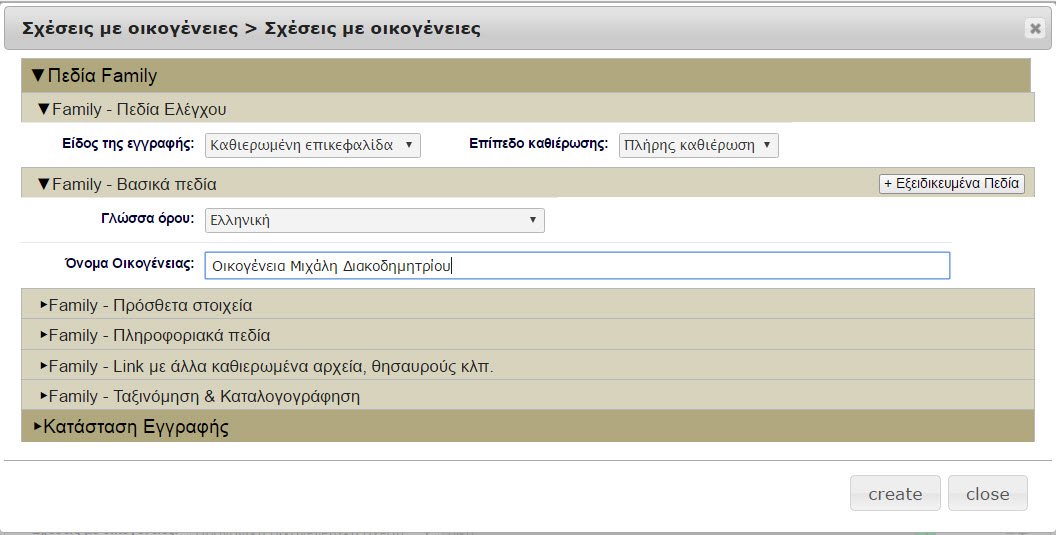 Σχέσεις με οικογένειες > Σχέσεις με οικογένειες
▼Πεδία Family
▼Family - Πεδία Ελέγχου
Είδος της εγγραφής: Καθιερωμένη επικεφαλίδα ▼ Επίπεδο καθιέρωσης: Πλήρης καθιέρωση ▼
▼Family - Βασικά πεδία + Εξειδικευμένα Πεδία
Γλώσσα όρου: Ελληνική ▼
Όνομα Οικογένειας: Οικογένεια Μιχάλη Διακοδημητρίου
►Family - Πρόσθετα στοιχεία
►Family - Πληροφοριακά πεδία
►Family - Link με άλλα καθιερωμένα αρχεία, θησαυρούς κλπ.
►Family - Ταξινόμηση & Καταλογογράφηση
►Κατάσταση Εγγραφής
create close